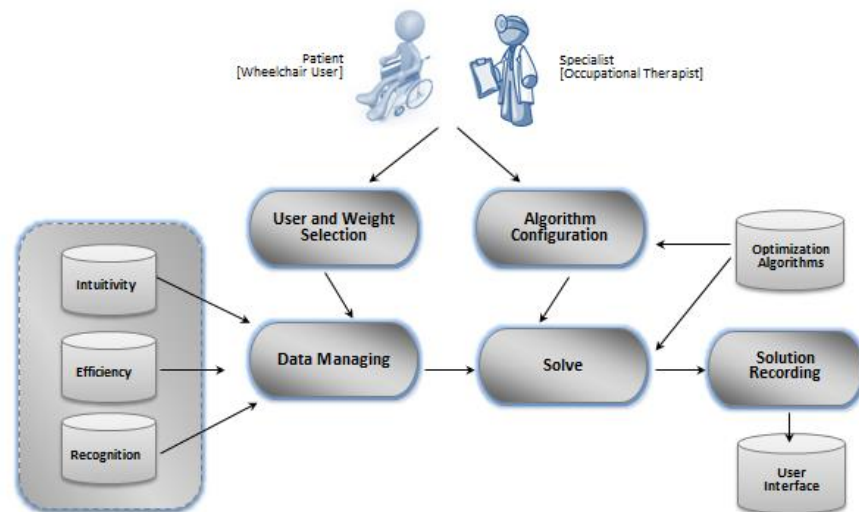 Patient
[Wheelchair User]
Specialist
[Occupational Therapist]
User and Weight
Selection
Algorithm
Configuration
Optimization
Algorithms
Intuitivity
Efficiency
Recognition
Data Managing
Solve
Solution
Recording
User
Interface